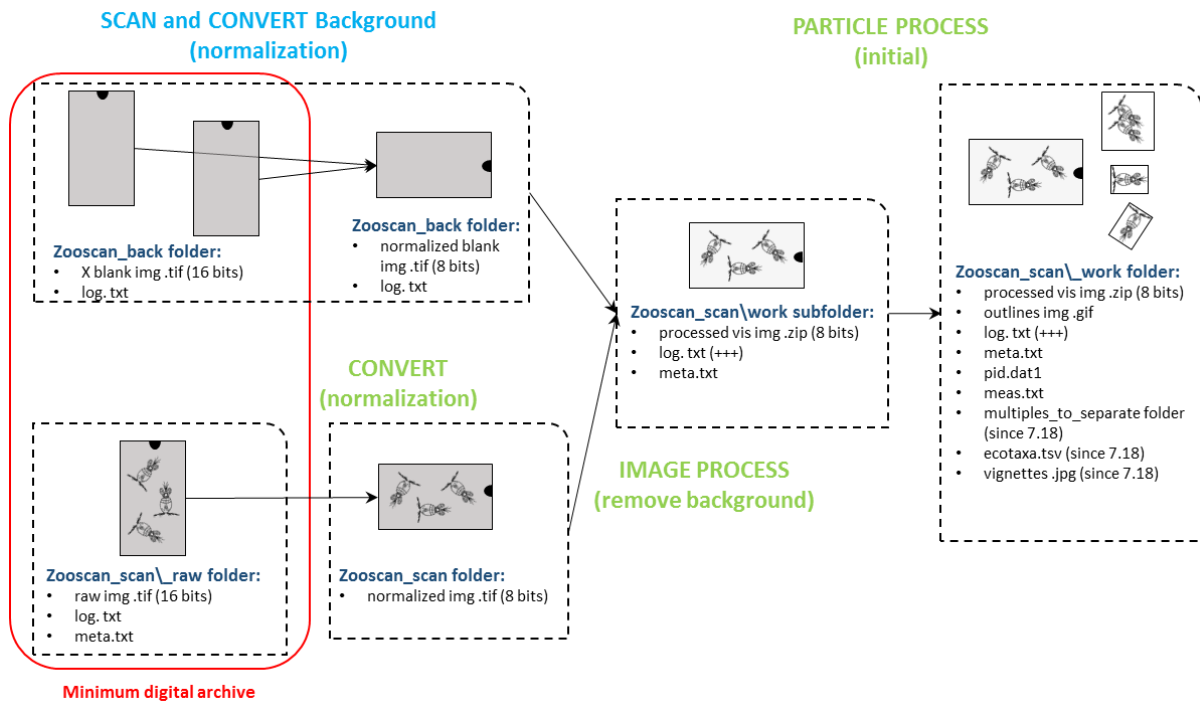 SCAN and CONVERT Background
(normalization)
PARTICLE PROCESS
(initial)
Zooscan_back folder:
• X blank img .tif (16 bits)
• log. txt
Zooscan_back folder:
• normalized blank
img .tif (8 bits)
• log. txt
Zooscan_scan\work subfolder:
• processed vis img .zip (8 bits)
• log. txt (+++)
• meta.txt
Zooscan_scan\_work folder:
• processed vis img .zip (8 bits)
• outlines img .gif
• log. txt (+++)
• meta.txt
• pid.dat1
• meas.txt
• multiples_to_separate folder
(since 7.18)
• ecotaxa.tsv (since 7.18)
• vignettes .jpg (since 7.18)
CONVERT
(normalization)
IMAGE PROCESS
(remove background)
Zooscan_scan\_raw folder:
• raw img .tif (16 bits)
• log. txt
• meta.txt
Zooscan_scan folder:
• normalized img .tif (8 bits)
Minimum digital archive